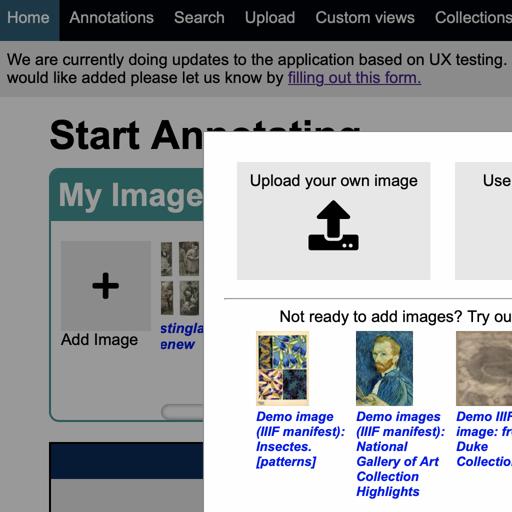 Home Annotations Search Upload Custom views Collections
We are currently doing updates to the application based on UX testing.
would like added please let us know by filling out this form.
Start Annotating
My Image
Add Image
enew
Upload your own image
Use
Not ready to add images? Try ou
Demo image
(IIIF manifest):
Insectes.
[patterns]
Demo images
(IIIF manifest):
National
Gallery of Art
Collection
Highlights
Demo IIIF
image: fr
Duke
Collectio